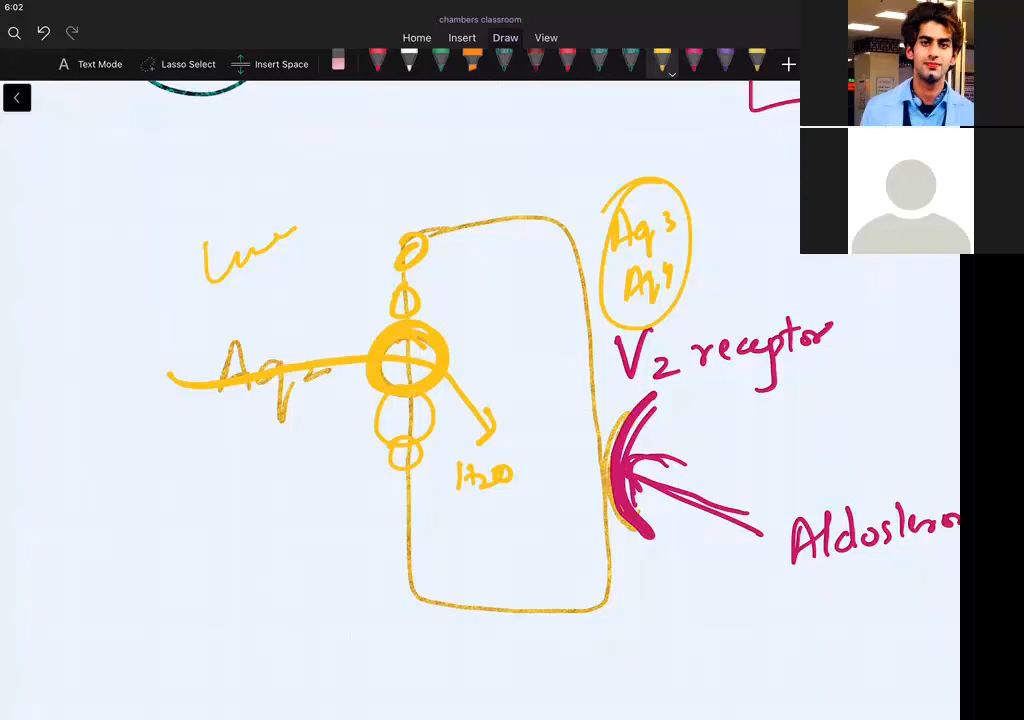 6:02
chambers classroom
Home Insert Draw View
Text Mode Lasso Select Insert Space
Aq3
Aq4
V2 receptor
Aq2
H2O